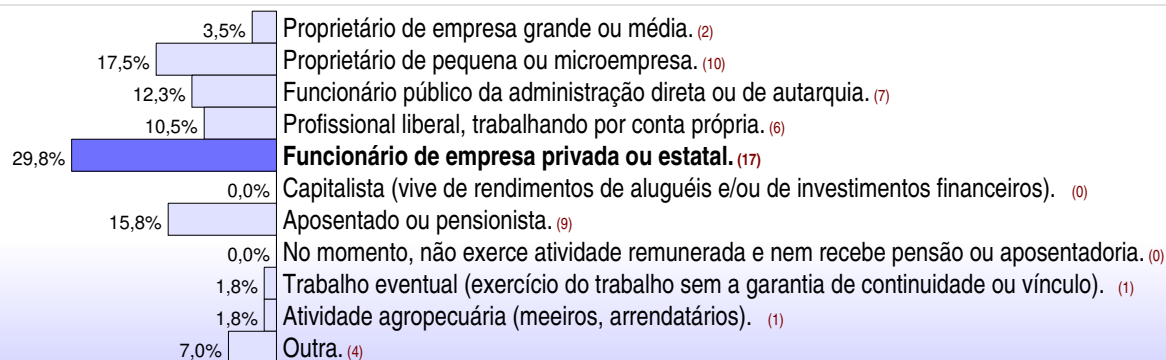 3,5% Proprietário de empresa grande ou média. (2)
17,5% Proprietário de pequena ou microempresa. (10)
12,3% Funcionário público da administração direta ou de autarquia. (7)
10,5% Profissional liberal, trabalhando por conta própria. (6)
29,8% Funcionário de empresa privada ou estatal. (17)
0,0% Capitalista (vive de rendimentos de aluguéis e/ou de investimentos financeiros). (0)
15,8% Aposentado ou pensionista. (9)
0,0% No momento, não exerce atividade remunerada e nem recebe pensão ou aposentadoria. (0)
1,8% Trabalho eventual (exercício do trabalho sem a garantia de continuidade ou vínculo). (1)
1,8% Atividade agropecuária (meeiros, arrendatários). (1)
7,0% Outra. (4)